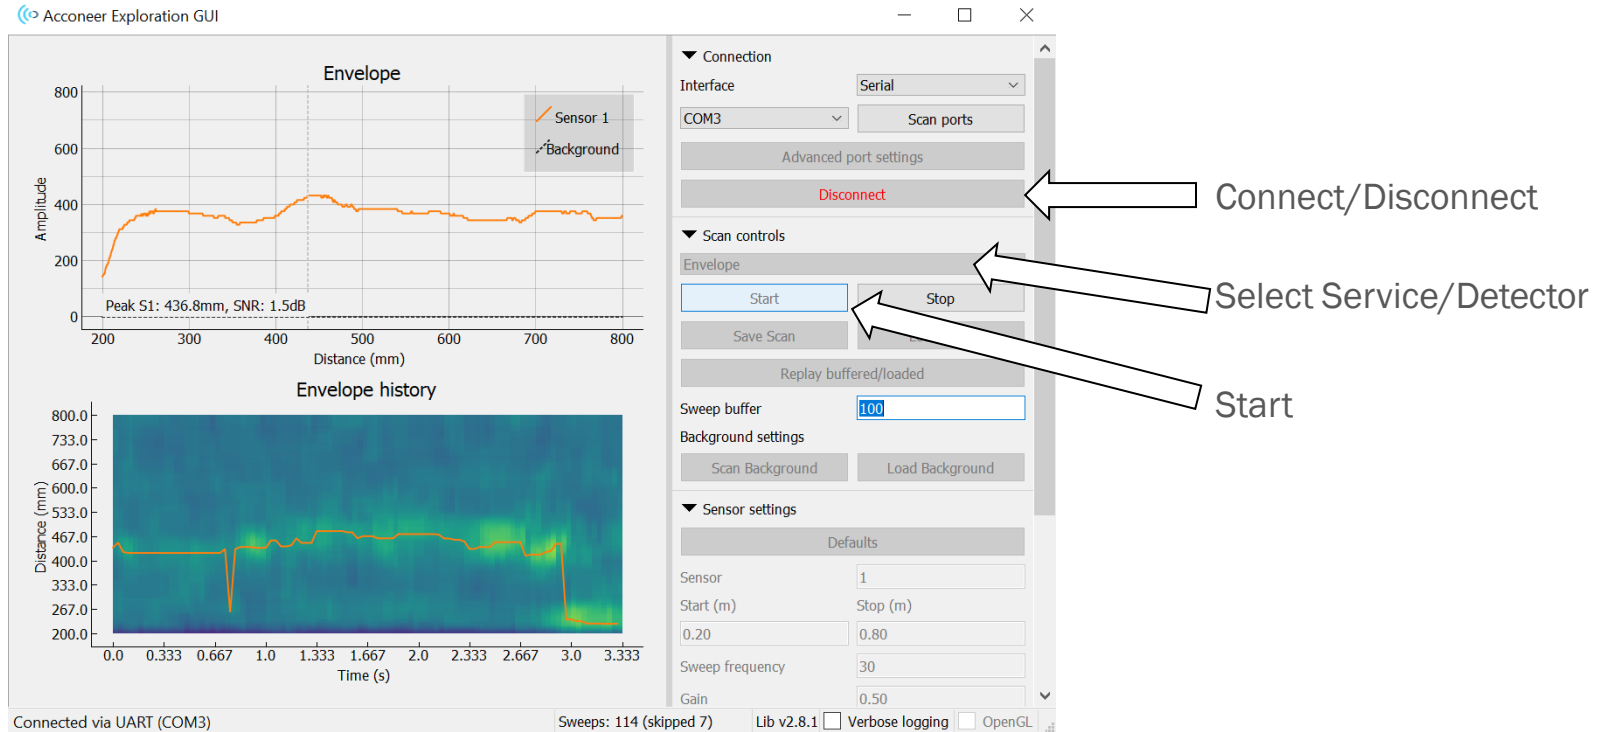 Acconeer Exploration GUI
Envelope
800
600
400
200
0
Amplitude
Sensor 1
Background
Peak S1: 436.8mm, SNR: 1.5dB
200 300 400 500 600 700 800
Distance (mm)
Envelope history
800.0
733.0
667.0
600.0
533.0
467.0
400.0
333.0
267.0
200.0
Distance (mm)
0.0 0.333 0.667 1.0 1.333 1.667 2.0 2.333 2.667 3.0 3.333
Time (s)
Connection
Interface Serial
COM3 Scan ports
Advanced port settings
Disconnect
Scan controls
Envelope
Start Stop
Save Scan
Replay buffered/loaded
Sweep buffer 100
Background settings
Scan Background Load Background
Sensor settings
Defaults
Sensor 1
Start (m) Stop (m)
0.20 0.80
Sweep frequency 30
Gain 0.50
Connect/Disconnect
Select Service/Detector
Start
Connected via UART (COM3) Sweeps: 114 (skipped 7) Lib v2.8.1 Verbose logging OpenGL